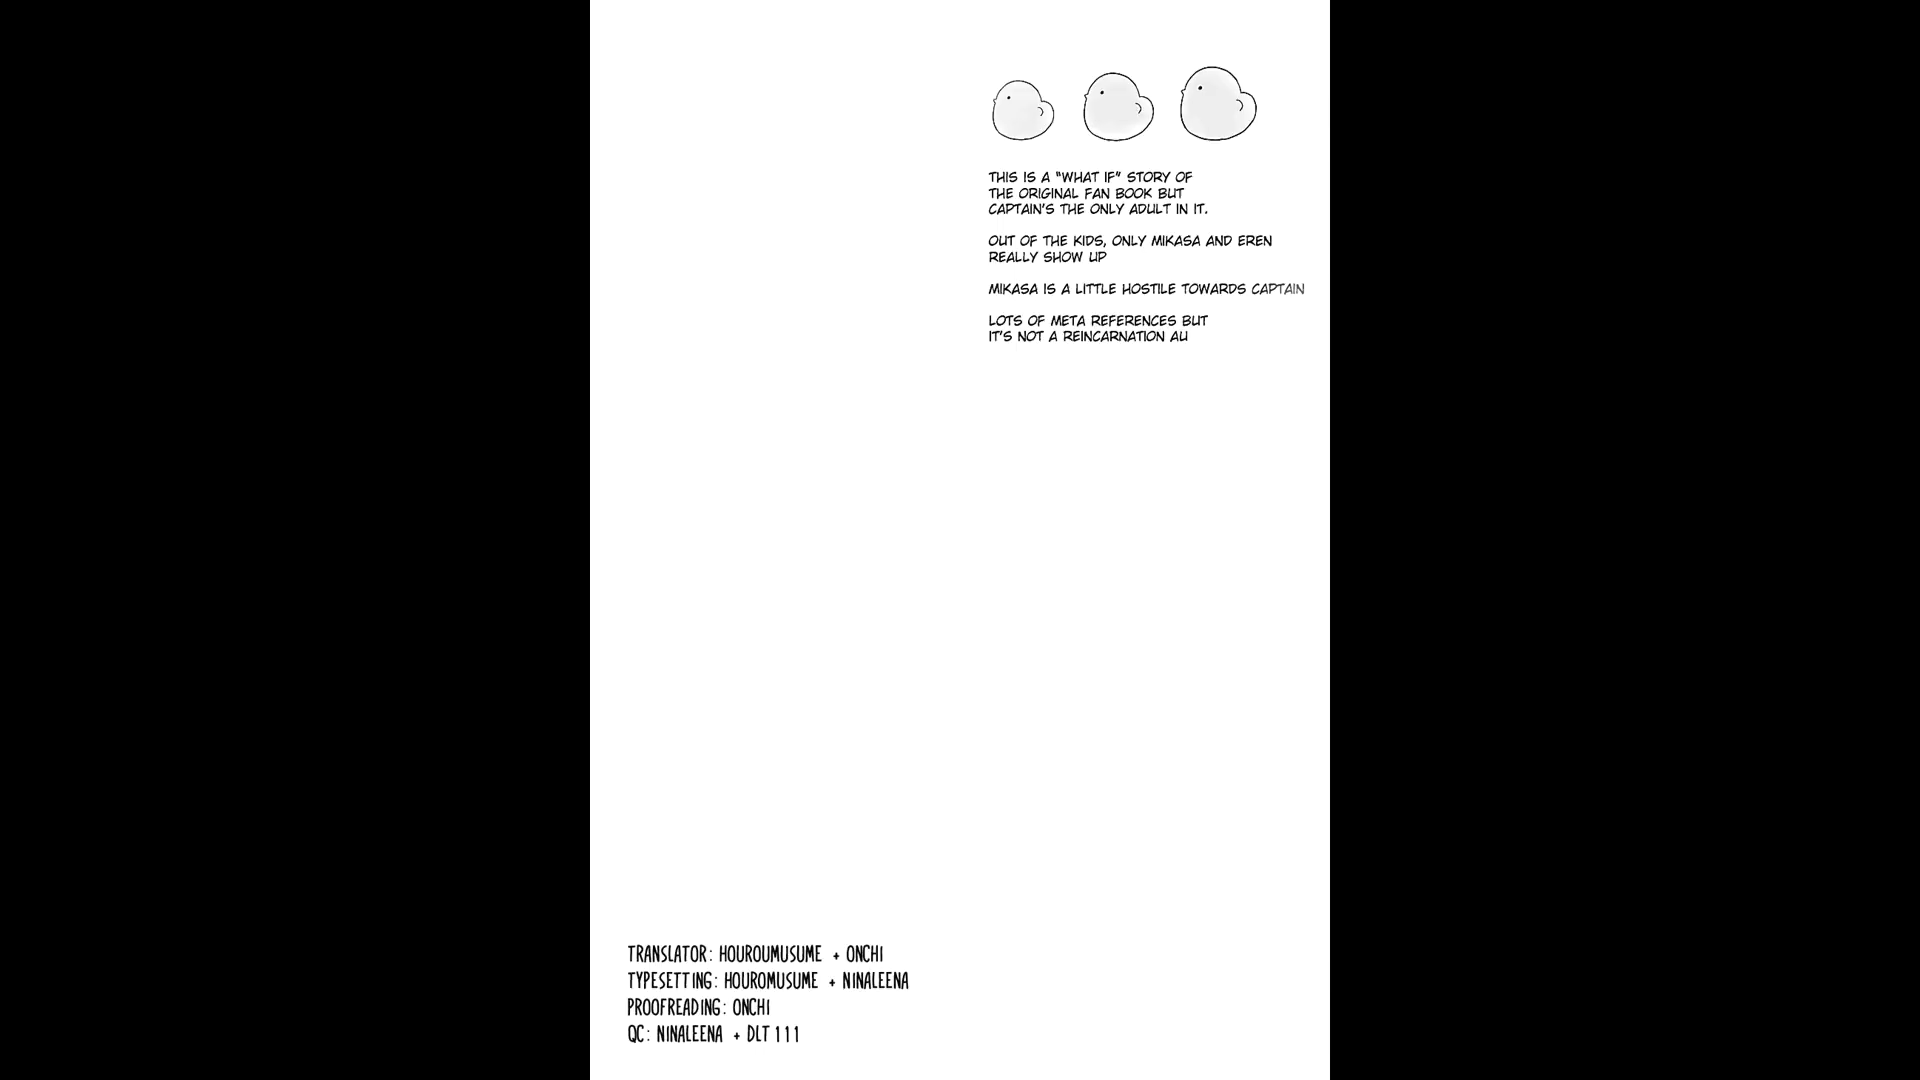 THIS IS A "WHAT IF" STORY OF
THE ORIGINAL FAN BOOK BUT
CAPTAIN'S THE ONLY ADULT IN IT.
OUT OF THE KIDS, ONLY MIKASA AND EREN
REALLY SHOW UP
MIKASA IS A LITTLE HOSTILE TOWARDS CAPTAIN
LOTS OF META REFERENCES BUT
IT'S NOT A REINCARNATION AU
TRANSLATOR: HOUROUMUSUME + ONCHI
TYPESETTING: HOUROMUSUME + NINALEENA
PROOFREADING: ONCHI
QC: NINALEENA + DLT 111